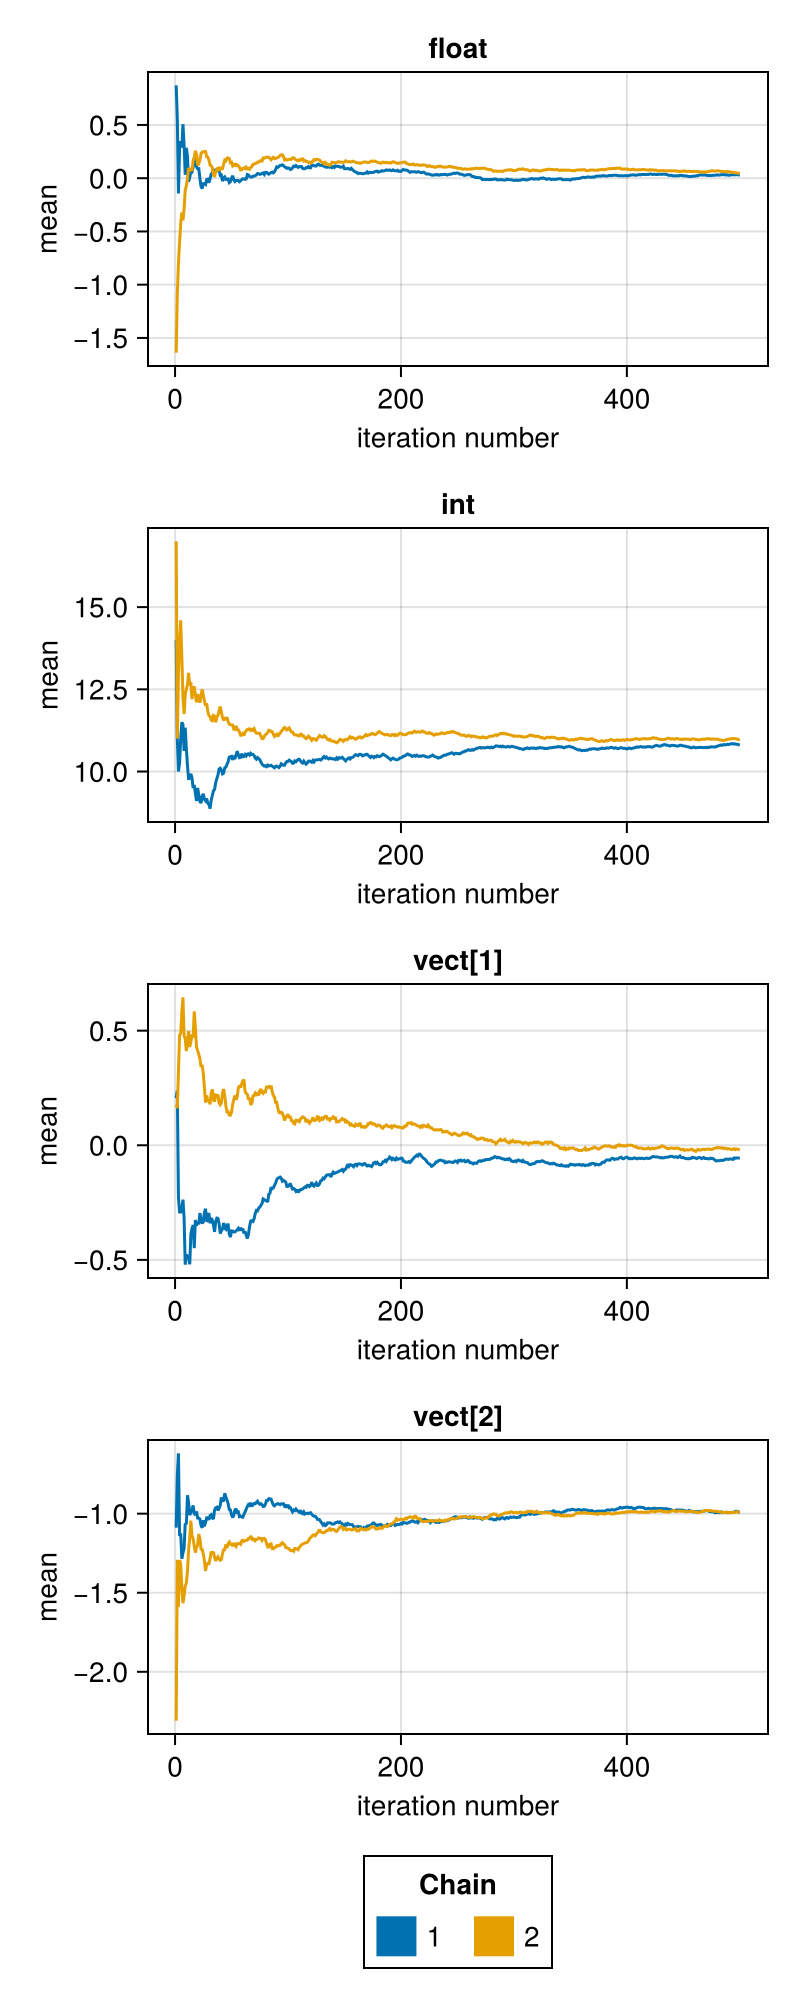 float
0.5
0.0
−0.5
−1.0
−1.5
mean
0 200 400
iteration number
int
15.0
12.5
10.0
mean
0 200 400
iteration number
vect[1]
0.5
0.0
−0.5
mean
0 200 400
iteration number
vect[2]
−1.0
−1.5
−2.0
mean
0 200 400
iteration number
Chain
1 2